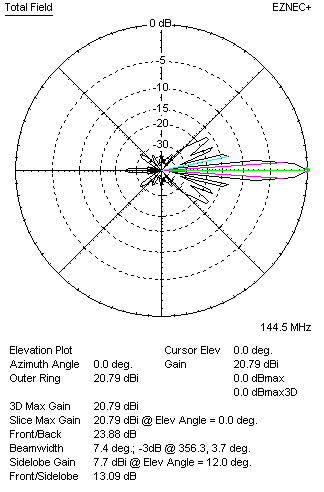 Total Field EZNEC+
0 dB
-5
-10
-15
-20
-30
144.5 MHz
Elevation Plot Cursor Elev 0.0 deg.
Azimuth Angle 0.0 deg. Gain 20.79 dBi
Outer Ring 20.79 dBi 0.0 dBmax
0.0 dBmax3D
3D Max Gain 20.79 dBi
Slice Max Gain 20.79 dBi @ Elev Angle = 0.0 deg.
Front/Back 23.88 dB
Beamwidth 7.4 deg.; -3dB @ 356.3, 3.7 deg.
Sidelobe Gain 7.7 dBi @ Elev Angle = 12.0 deg.
Front/Sidelobe 13.09 dB